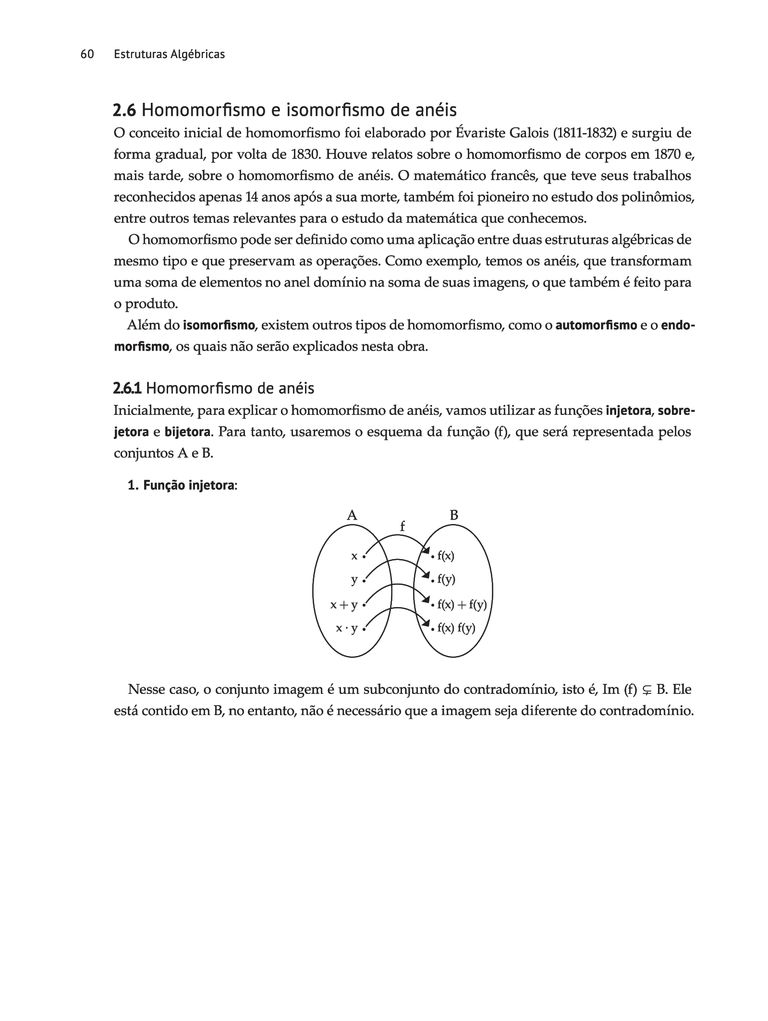 60 Estruturas Algébricas
2.6 Homomorfismo e isomorfismo de anéis
O conceito inicial de homomorfismo foi elaborado por Évariste Galois (1811-1832) e surgiu de
forma gradual, por volta de 1830. Houve relatos sobre o homomorfismo de corpos em 1870 e,
mais tarde, sobre o homomorfismo de anéis. O matemático francês, que teve seus trabalhos
reconhecidos apenas 14 anos após a sua morte, também foi pioneiro no estudo dos polinômios,
entre outros temas relevantes para o estudo da matemática que conhecemos.
O homomorfismo pode ser definido como uma aplicação entre duas estruturas algébricas de
mesmo tipo e que preservam as operações. Como exemplo, temos os anéis, que transformam
uma soma de elementos no anel domínio na soma de suas imagens, o que também é feito para
o produto.
Além do isomorfismo, existem outros tipos de homomorfismo, como o automorfismo e o endo-
morfismo, os quais não serão explicados nesta obra.
2.6.1 Homomorfismo de anéis
Inicialmente, para explicar o homomorfismo de anéis, vamos utilizar as funções injetora, sobre-
jetora e bijetora. Para tanto, usaremos o esquema da função (f), que será representada pelos
conjuntos A e B.
1. Função injetora:
A f B
x f(x)
y f(y)
x + y f(x) + f(y)
x · y f(x) f(y)
Nesse caso, o conjunto imagem é um subconjunto do contradomínio, isto é, Im (f) ⊊ B. Ele
está contido em B, no entanto, não é necessário que a imagem seja diferente do contradomínio.